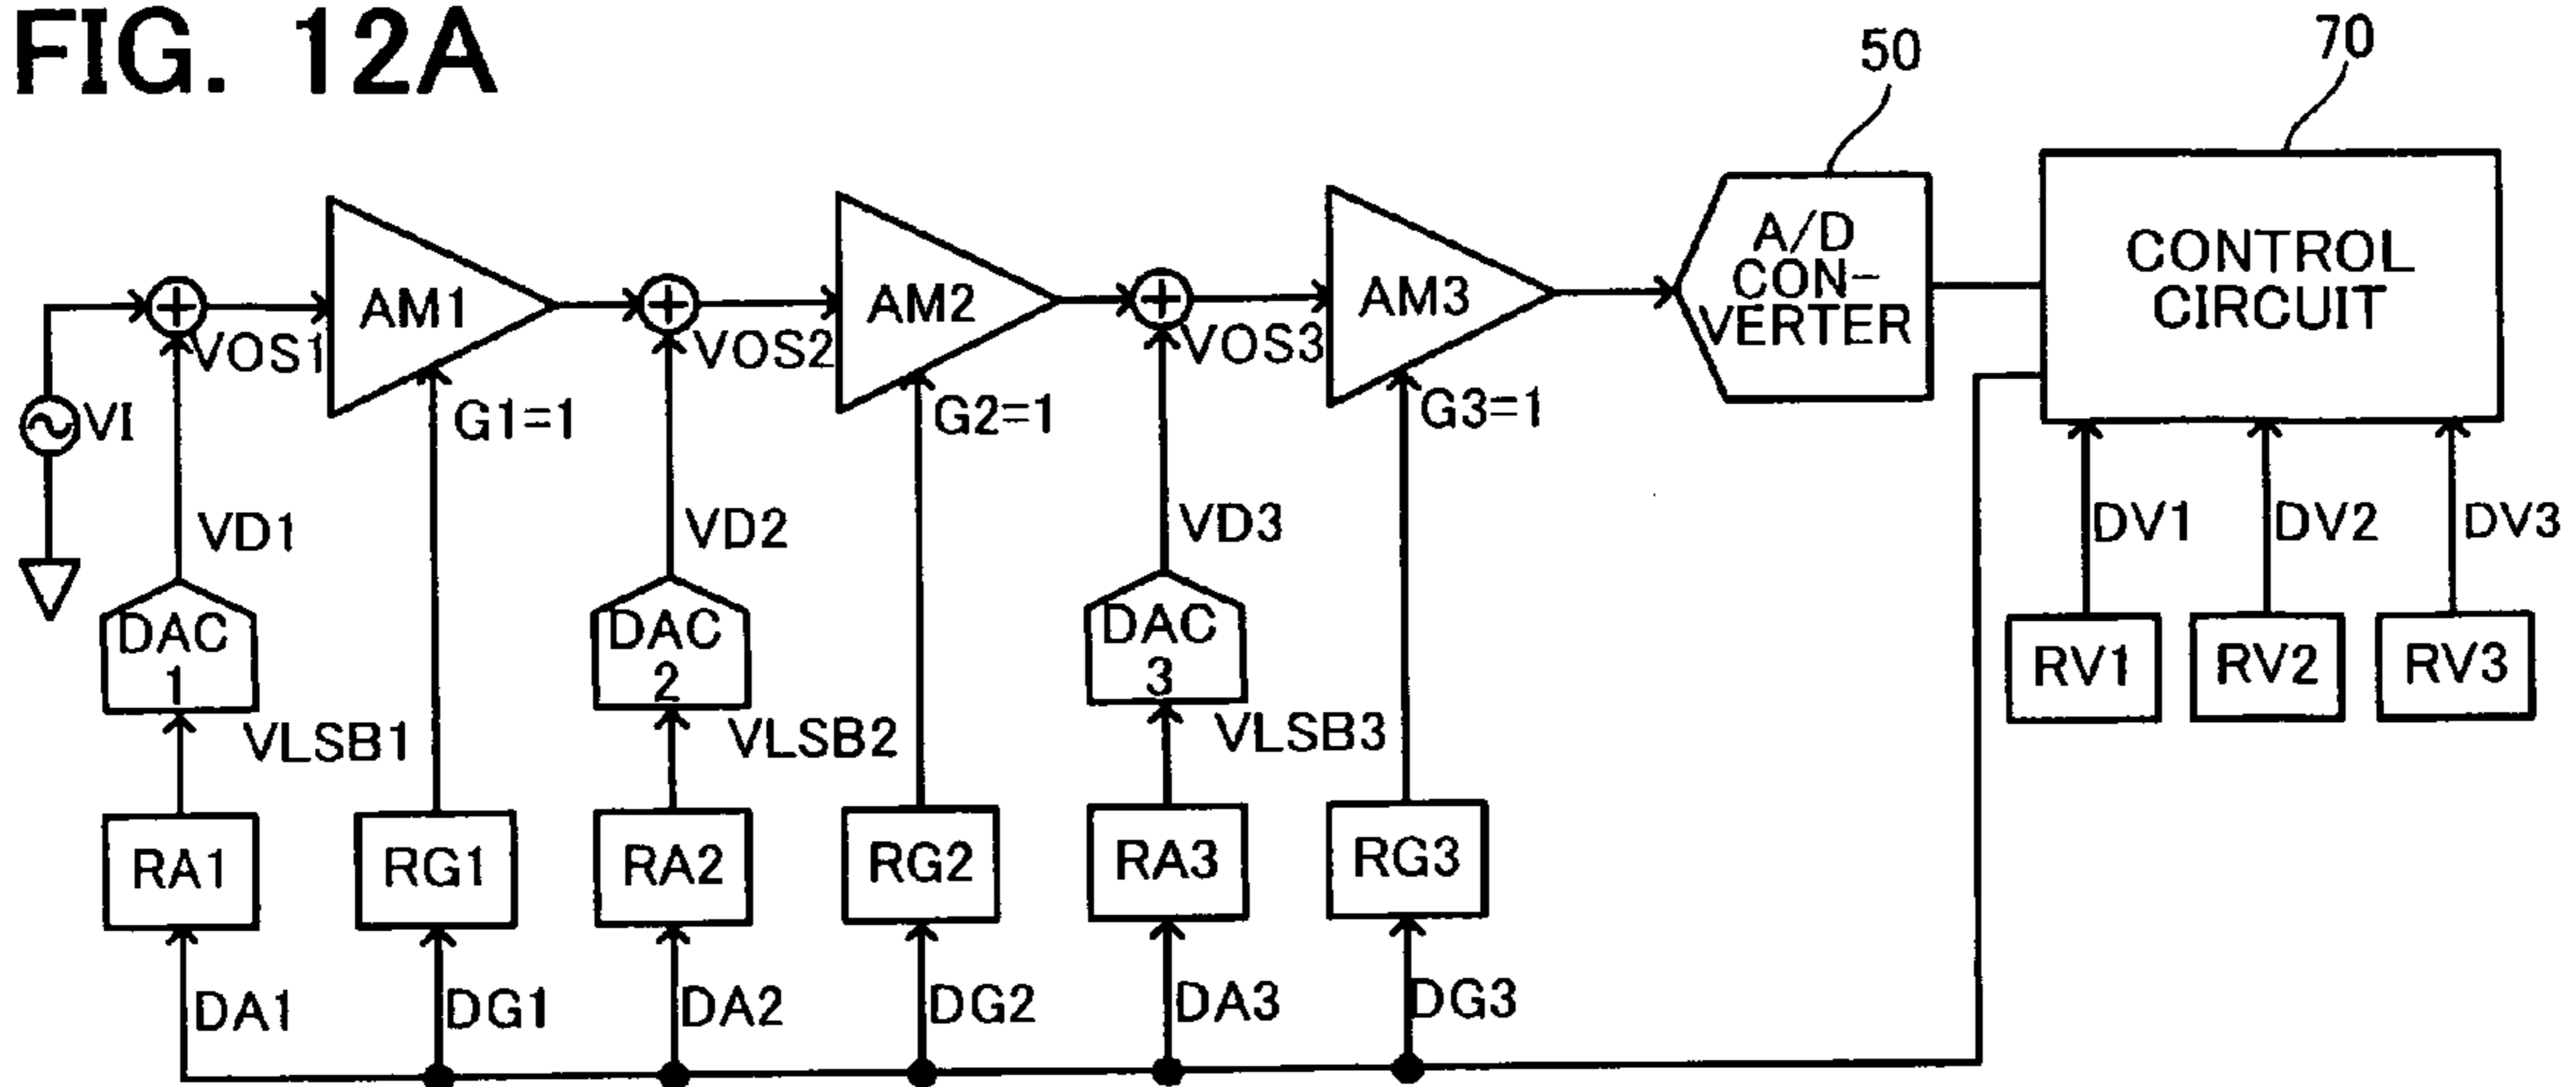 FIG. 12A
50
70
A/D
CON-
VERTER
CONTROL
CIRCUIT
AM1
AM2
AM3
VOS1
VOS2
VOS3
VI
G1=1
G2=1
G3=1
VD1
VD2
VD3
DV1
DV2
DV3
DAC
1
DAC
2
DAC
3
RV1
RV2
RV3
VLSB1
VLSB2
VLSB3
RA1
RG1
RA2
RG2
RA3
RG3
DA1
DG1
DA2
DG2
DA3
DG3